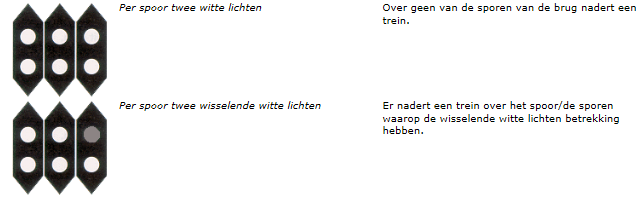 Per spoor twee witte lichten
Over geen van de sporen van de brug nadert een
trein.
Per spoor twee wisselende witte lichten
Er nadert een trein over het spoor/de sporen
waarop de wisselende witte lichten betrekking
hebben.